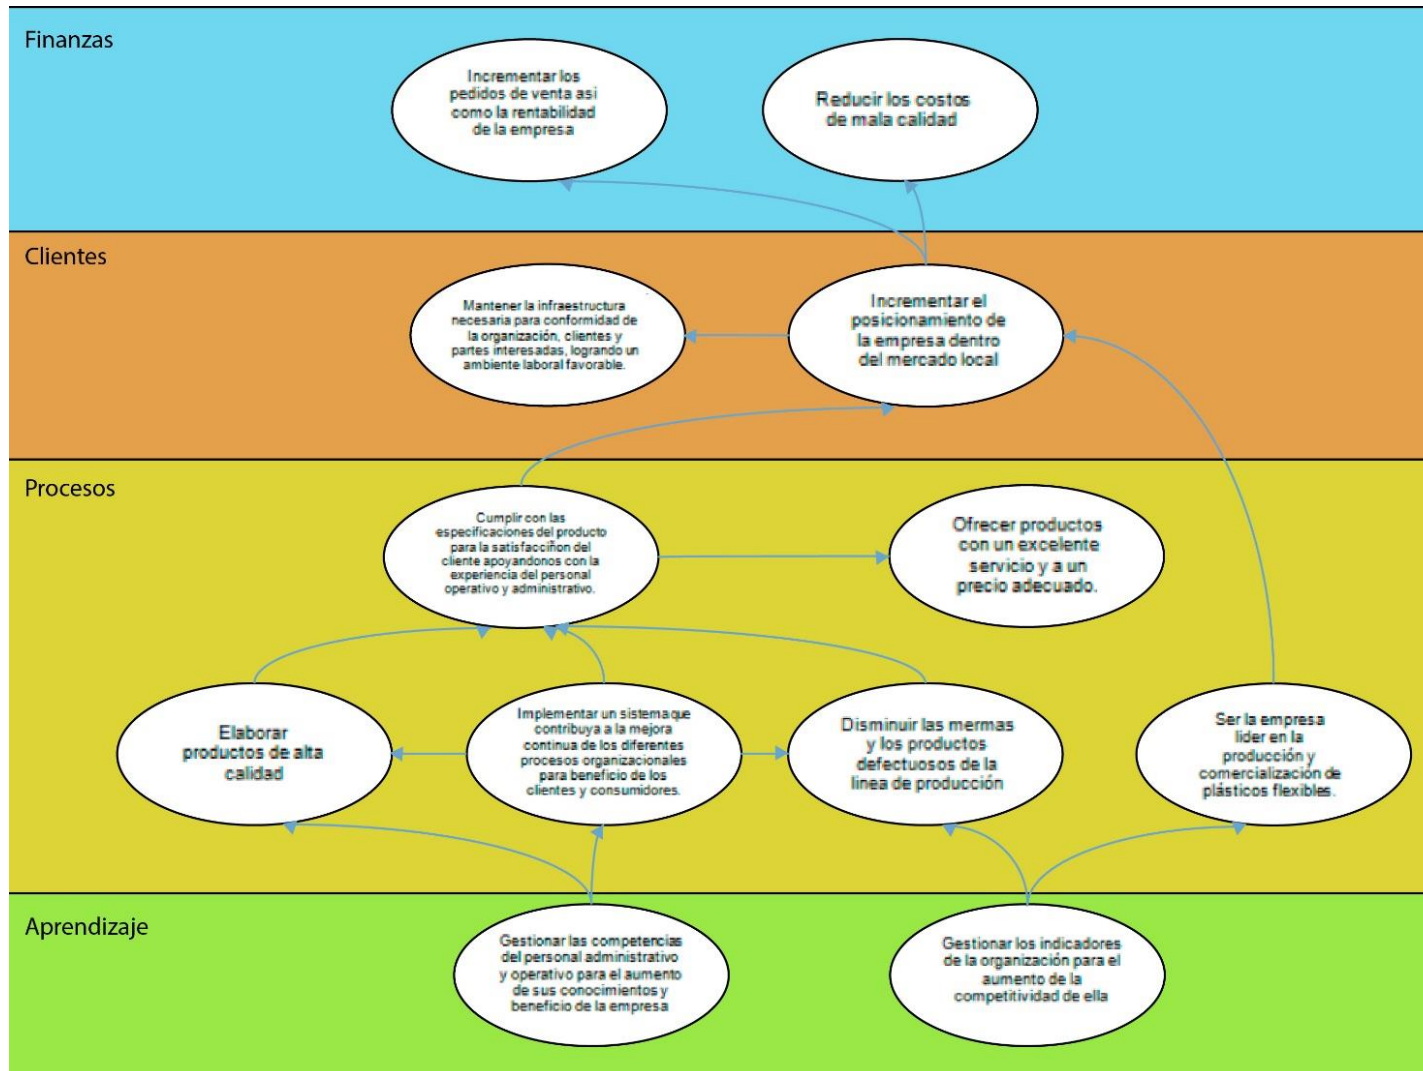 Finanzas
Incrementar los
pedidos de venta asi
como la rentabilidad
de la empresa
Reducir los costos
de mala calidad
Clientes
Mantener la infraestructura
necesaria para conformidad de
la organización, clientes y
partes interesadas, logrando un
ambiente laboral favorable.
Incrementar el
posicionamiento de
la empresa dentro
del mercado local
Procesos
Cumplir con las
especificaciones del producto
para la satisfacciñon del
cliente apoyandonos con la
experiencia del personal
operativo y administrativo.
Ofrecer productos
con un excelente
servicio y a un
precio adecuado.
Elaborar
productos de alta
calidad
Implementar un sistema que
contribuya a la mejora
continua de los diferentes
procesos organizacionales
para beneficio de los
clientes y consumidores.
Disminuir las mermas
y los productos
defectuosos de la
linea de producción
Ser la empresa
lider en la
producción y
comercialización de
plásticos flexibles.
Aprendizaje
Gestionar las competencias
del personal administrativo
y operativo para el aumento
de sus conocimientos y
beneficio de la empresa
Gestionar los indicadores
de la organización para el
aumento de la
competitividad de ella